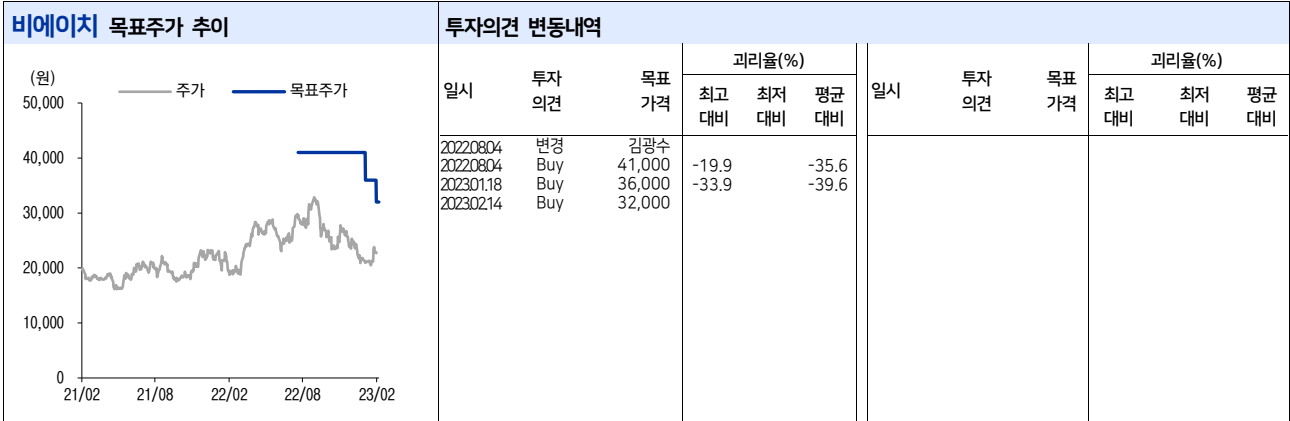 비에이치 목표주가 추이
투자의견 변동내역
(원)
주가
목표주가
50,000
40,000
30,000
20,000
10,000
0
21/02 21/08 22/02 22/08 23/02
일시 투자의견 목표가격 괴리율(%)
최고대비 최저대비 평균대비
2022.08.04 변경 김광수
2022.08.04 Buy 41,000 -19.9 -35.6
2023.01.18 Buy 36,000 -33.9 -39.6
2023.02.14 Buy 32,000
일시 투자의견 목표가격 괴리율(%)
최고대비 최저대비 평균대비